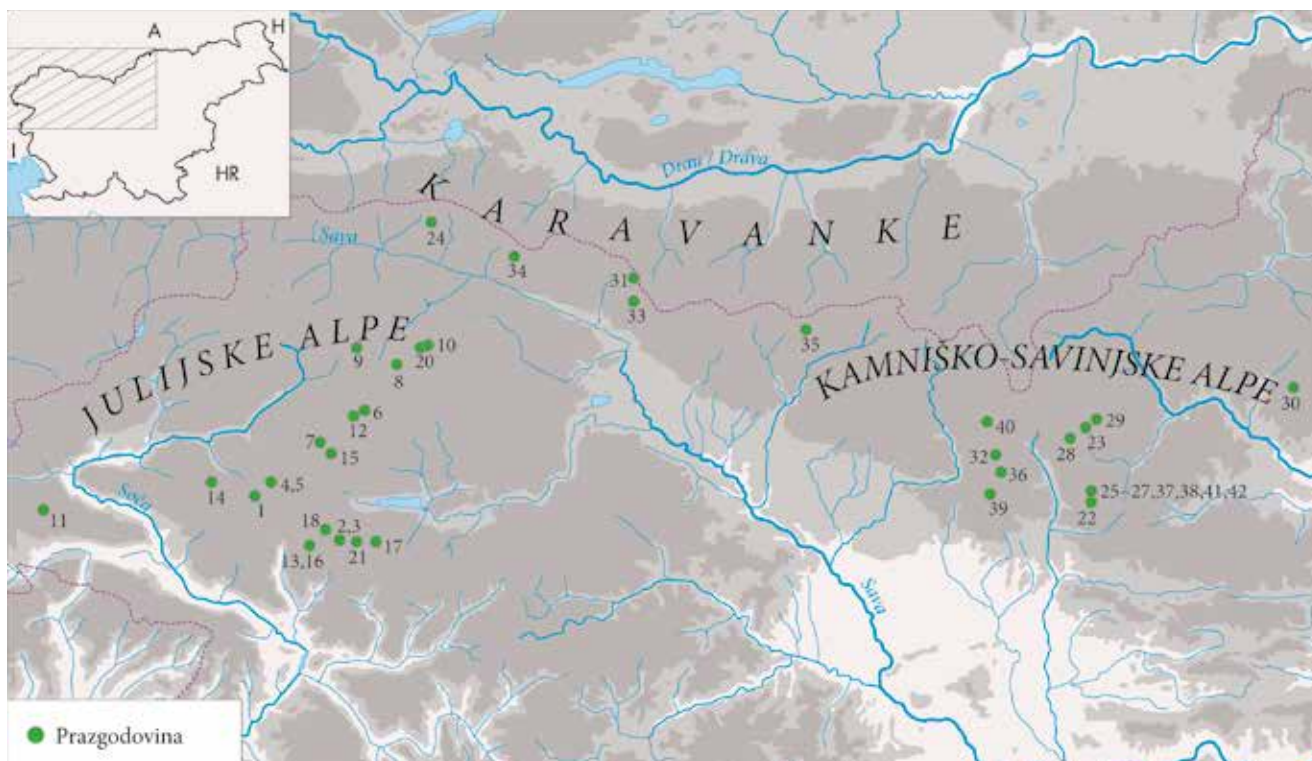 A
H
I
HR
Drau / Drava
KARAVANKE
Sava
24
34
31
33
JULIJSKE ALPE
9
20
10
8
35
KAMNIŠKO-SAVINJSKE ALPE
30
6
12
7
15
40
29
23
28
32
36
14
4,5
1
Soča
11
39
25–27,37,38,41,42
22
18
2,3
13,16
21
17
Sava
Prazgodovina